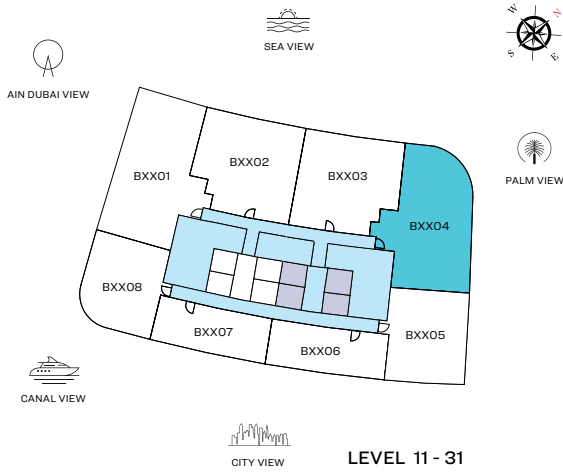 SEA VIEW
W
N
S
E
AIN DUBAI VIEW
PALM VIEW
BXX01
BXX02
BXX03
BXX04
BXX08
BXX07
BXX06
BXX05
CANAL VIEW
CITY VIEW
LEVEL 11 - 31